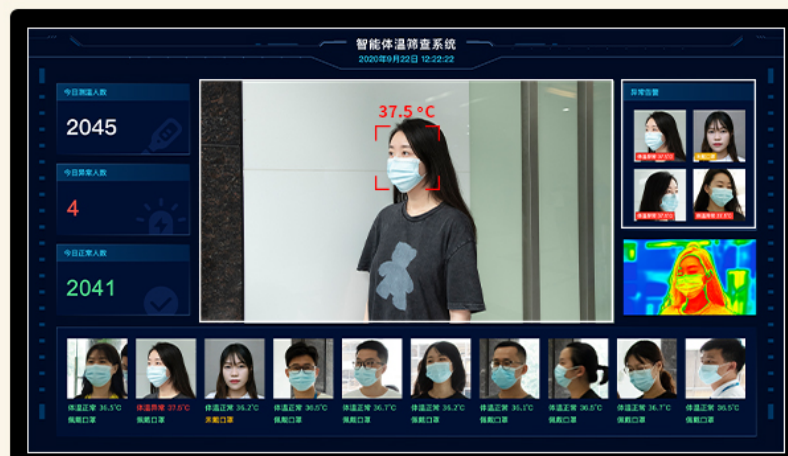 智能体温筛查系统
2020年9月22日 12:22:22
今日测温人数
2045
今日异常人数
4
今日正常人数
2041
37.5 °C
异常告警
体温异常 37.5°C
体温正常 36.5°C
佩戴口罩
体温异常 37.5°C
佩戴口罩
体温正常 36.2°C
未戴口罩
体温正常 36.5°C
佩戴口罩
体温正常 36.7°C
佩戴口罩
体温正常 36.2°C
佩戴口罩
体温正常 36.1°C
佩戴口罩
体温正常 36.5°C
佩戴口罩
体温正常 36.7°C
佩戴口罩
体温正常 36.5°C
佩戴口罩